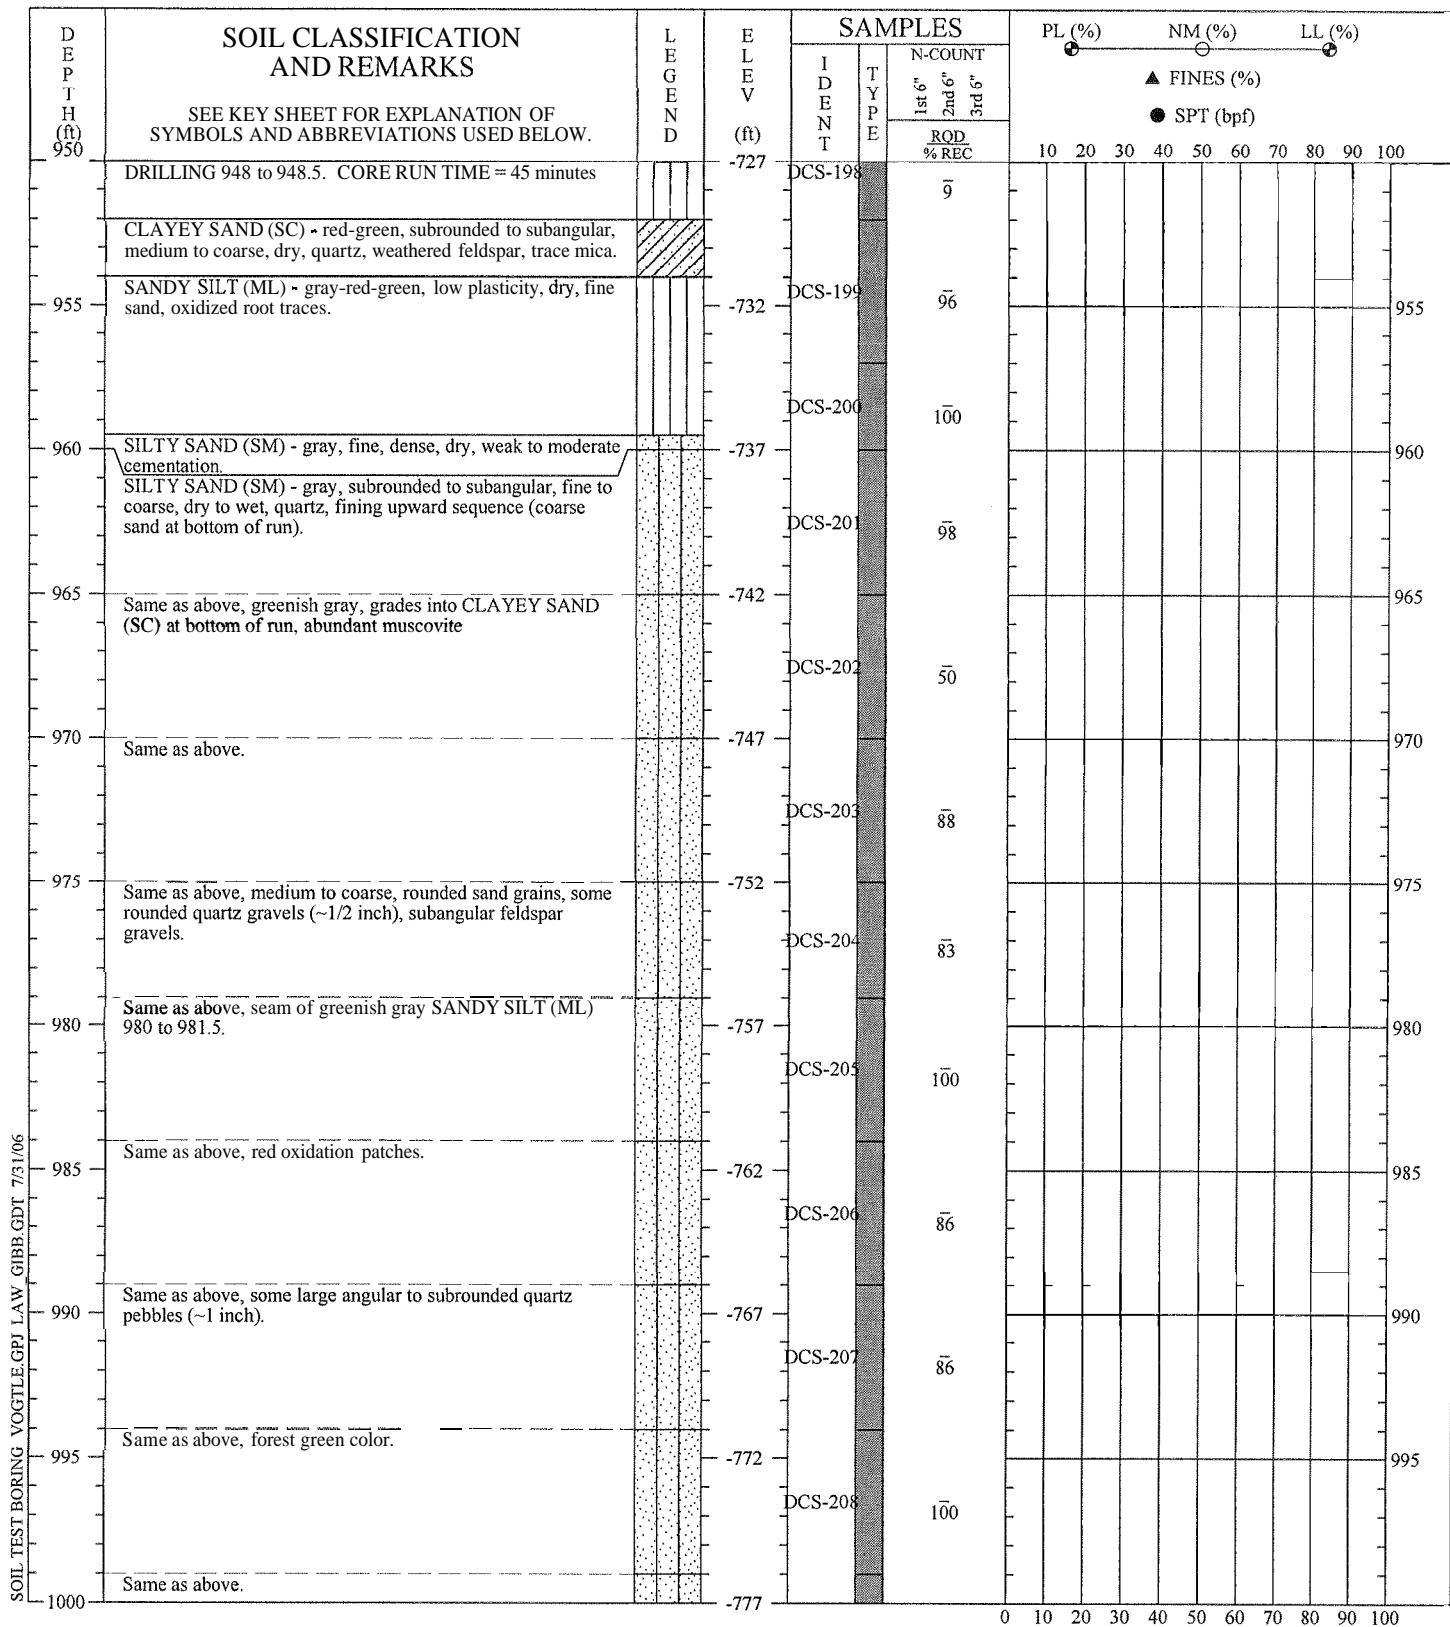 DEPTH (ft)
SOIL CLASSIFICATION
AND REMARKS
SEE KEY SHEET FOR EXPLANATION OF
SYMBOLS AND ABBREVIATIONS USED BELOW.
LEGEND
ELEV (ft)
SAMPLES
IDENT
TYPE
N-COUNT
1st 6"
2nd 6"
3rd 6"
RQD
% REC
PL (%) NM (%) LL (%)
▲ FINES (%)
● SPT (bpf)
10 20 30 40 50 60 70 80 90 100
950
DRILLING 948 to 948.5. CORE RUN TIME = 45 minutes
-727
DCS-198
9
CLAYEY SAND (SC) - red-green, subrounded to subangular,
medium to coarse, dry, quartz, weathered feldspar, trace mica.
SANDY SILT (ML) - gray-red-green, low plasticity, dry, fine
sand, oxidized root traces.
955
-732
DCS-199
96
955
DCS-200
100
SILTY SAND (SM) - gray, fine, dense, dry, weak to moderate
cementation.
960
-737
960
SILTY SAND (SM) - gray, subrounded to subangular, fine to
coarse, dry to wet, quartz, fining upward sequence (coarse
sand at bottom of run).
DCS-201
98
965
-742
965
Same as above, greenish gray, grades into CLAYEY SAND
(SC) at bottom of run, abundant muscovite
DCS-202
50
970
-747
970
Same as above.
DCS-203
88
975
-752
975
Same as above, medium to coarse, rounded sand grains, some
rounded quartz gravels (~1/2 inch), subangular feldspar
gravels.
DCS-204
83
Same as above, seam of greenish gray SANDY SILT (ML)
980 to 981.5.
980
-757
980
DCS-205
100
Same as above, red oxidation patches.
985
-762
985
DCS-206
86
Same as above, some large angular to subrounded quartz
pebbles (~1 inch).
990
-767
990
DCS-207
86
Same as above, forest green color.
995
-772
995
DCS-208
100
Same as above.
1000
-777
0 10 20 30 40 50 60 70 80 90 100
SOIL TEST BORING VOGTLE.GPJ LAW_GIBB.GDT 7/31/06